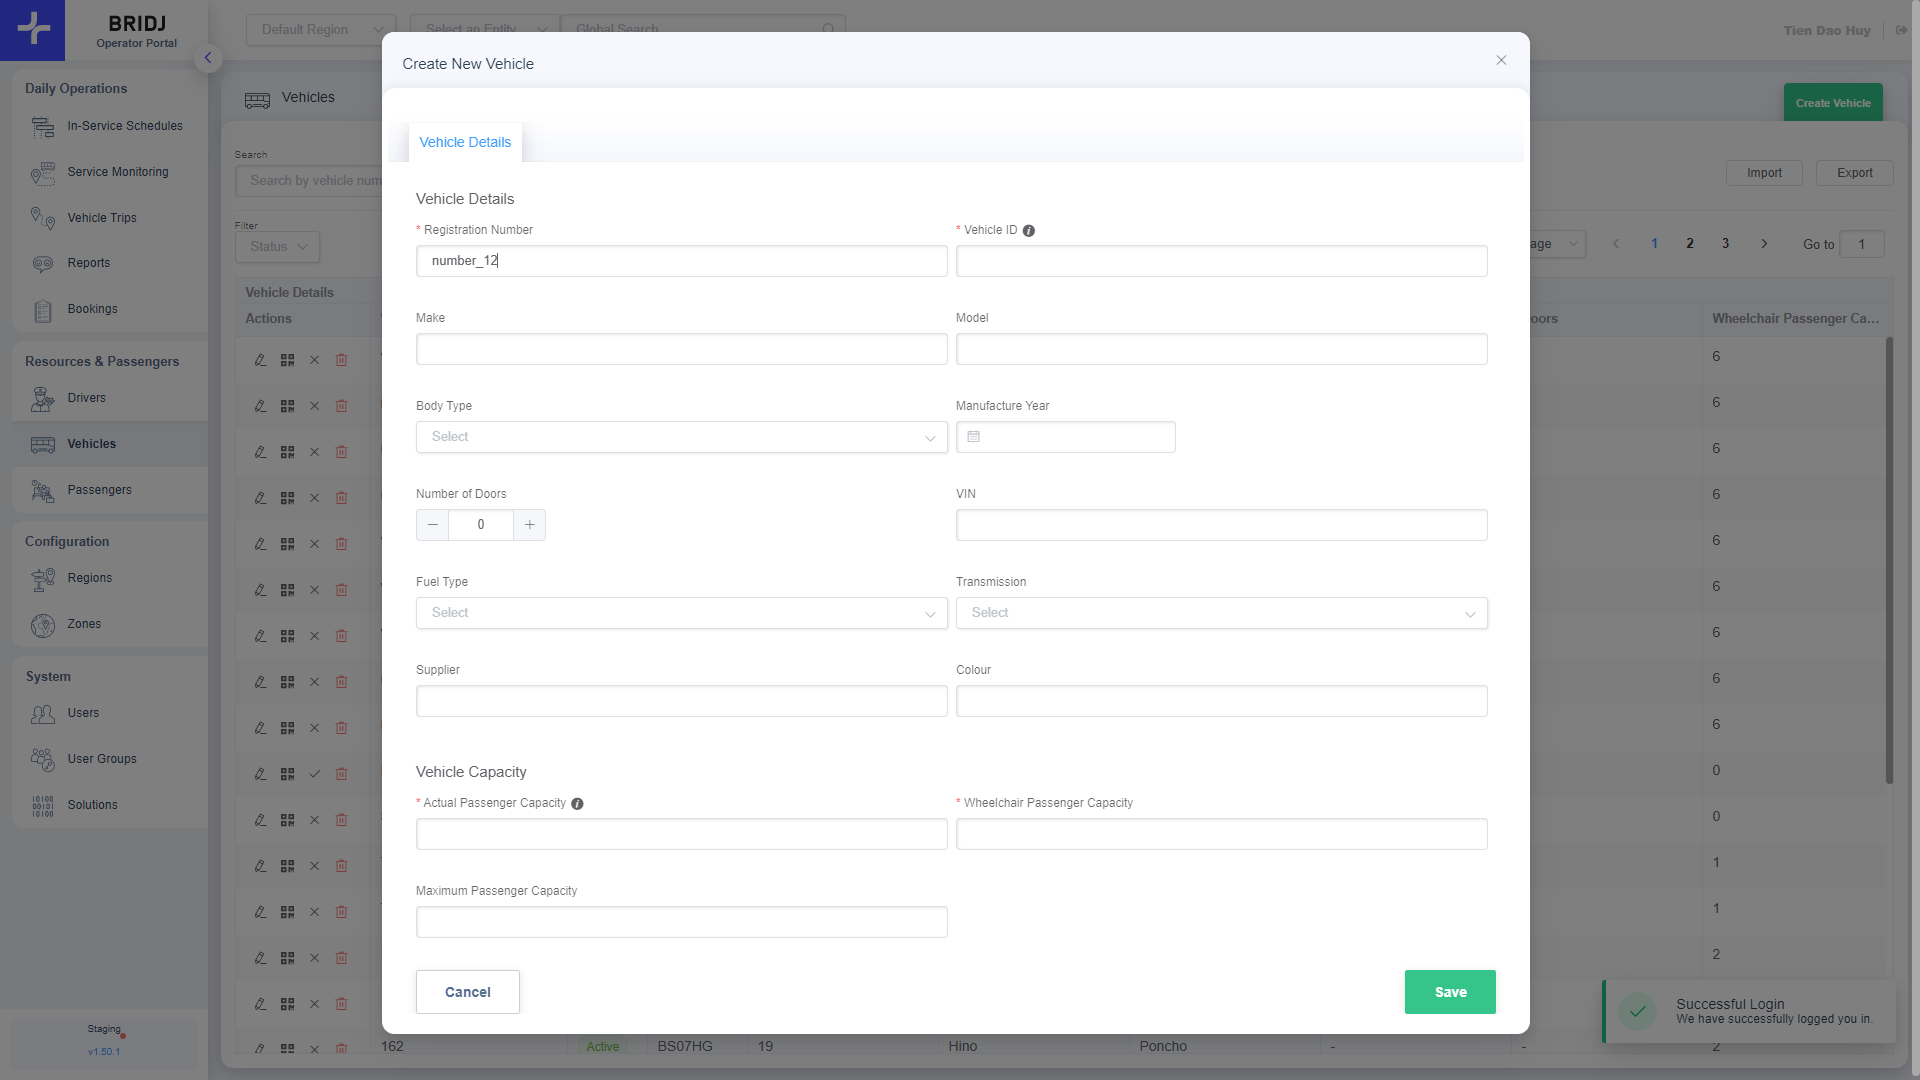 BRIDJ
Operator Portal
Default Region
Select an Entity
Global Search
Tien Dao Huy
Daily Operations
In-Service Schedules
Service Monitoring
Vehicle Trips
Reports
Bookings
Resources & Passengers
Drivers
Vehicles
Passengers
Configuration
Regions
Zones
System
Users
User Groups
Solutions
Staging
v1.50.1
Vehicles
Create Vehicle
Search
Search by vehicle num
Import
Export
Filter
Status
age
1
2
3
Go to
1
Vehicle Details
Actions
oors
Wheelchair Passenger Ca...
6
6
6
6
6
6
6
6
6
0
0
1
1
2
162
Active
BS07HG
19
Hino
Poncho
-
-
2
Create New Vehicle
Vehicle Details
Vehicle Details
* Registration Number
* Vehicle ID
number_12
Make
Model
Body Type
Manufacture Year
Select
Number of Doors
VIN
0
Fuel Type
Transmission
Select
Select
Supplier
Colour
Vehicle Capacity
* Actual Passenger Capacity
* Wheelchair Passenger Capacity
Maximum Passenger Capacity
Cancel
Save
Successful Login
We have successfully logged you in.